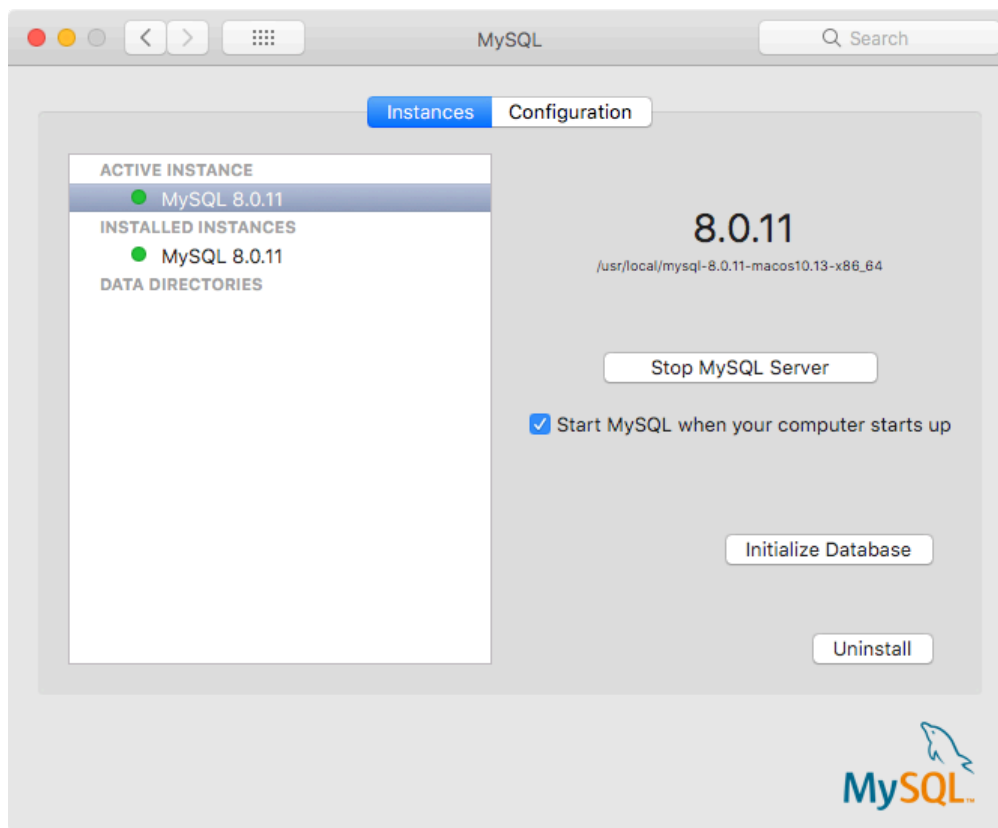 MySQL
Search
Instances
Configuration
ACTIVE INSTANCE
MySQL 8.0.11
INSTALLED INSTANCES
MySQL 8.0.11
DATA DIRECTORIES
8.0.11
/usr/local/mysql-8.0.11-macos10.13-x86_64
Stop MySQL Server
Start MySQL when your computer starts up
Initialize Database
Uninstall
MySQL™